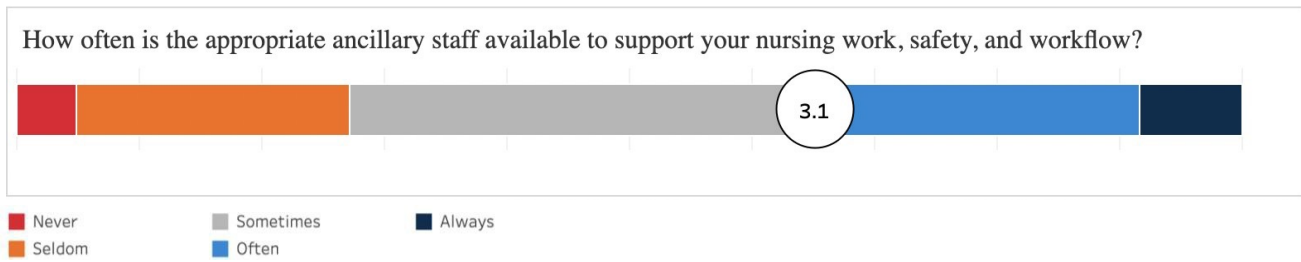 How often is the appropriate ancillary staff available to support your nursing work, safety, and workflow?
3.1
Never
Sometimes
Always
Seldom
Often